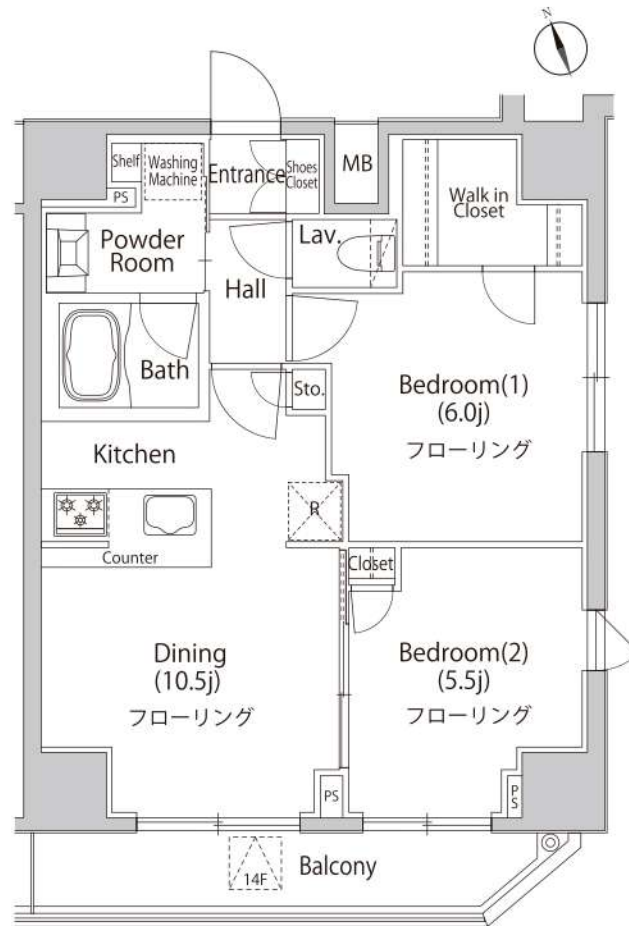 N
Shelf
Washing
Machine
PS
Entrance
Shoes
Closet
MB
Walk in
Closet
Powder
Room
Lav.
Hall
Bath
Sto.
Bedroom(1)
(6.0j)
フローリング
Kitchen
R
Counter
Closet
Dining
(10.5j)
フローリング
Bedroom(2)
(5.5j)
フローリング
PS
PS
14F
Balcony